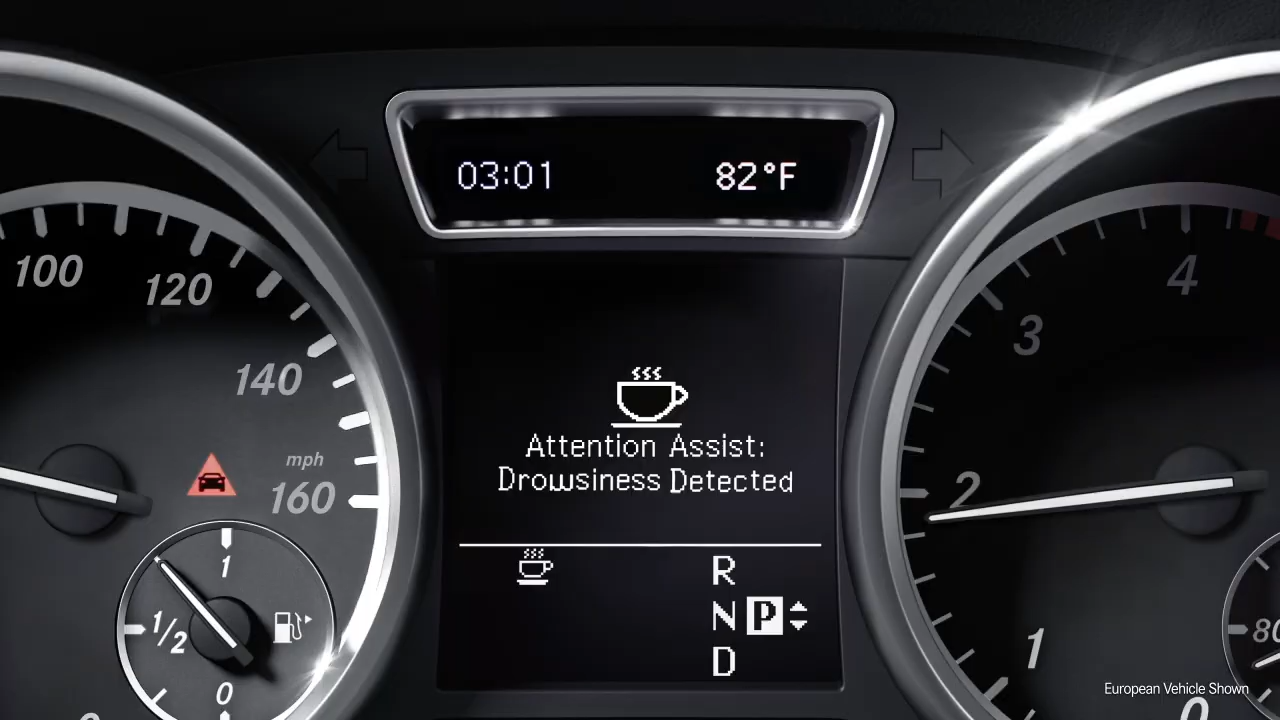 03:01 82°F
100
120
140
mph
160
Attention Assist:
Drowsiness Detected
R
N P
D
1
1/2
0
4
3
2
1
0
80
European Vehicle Shown